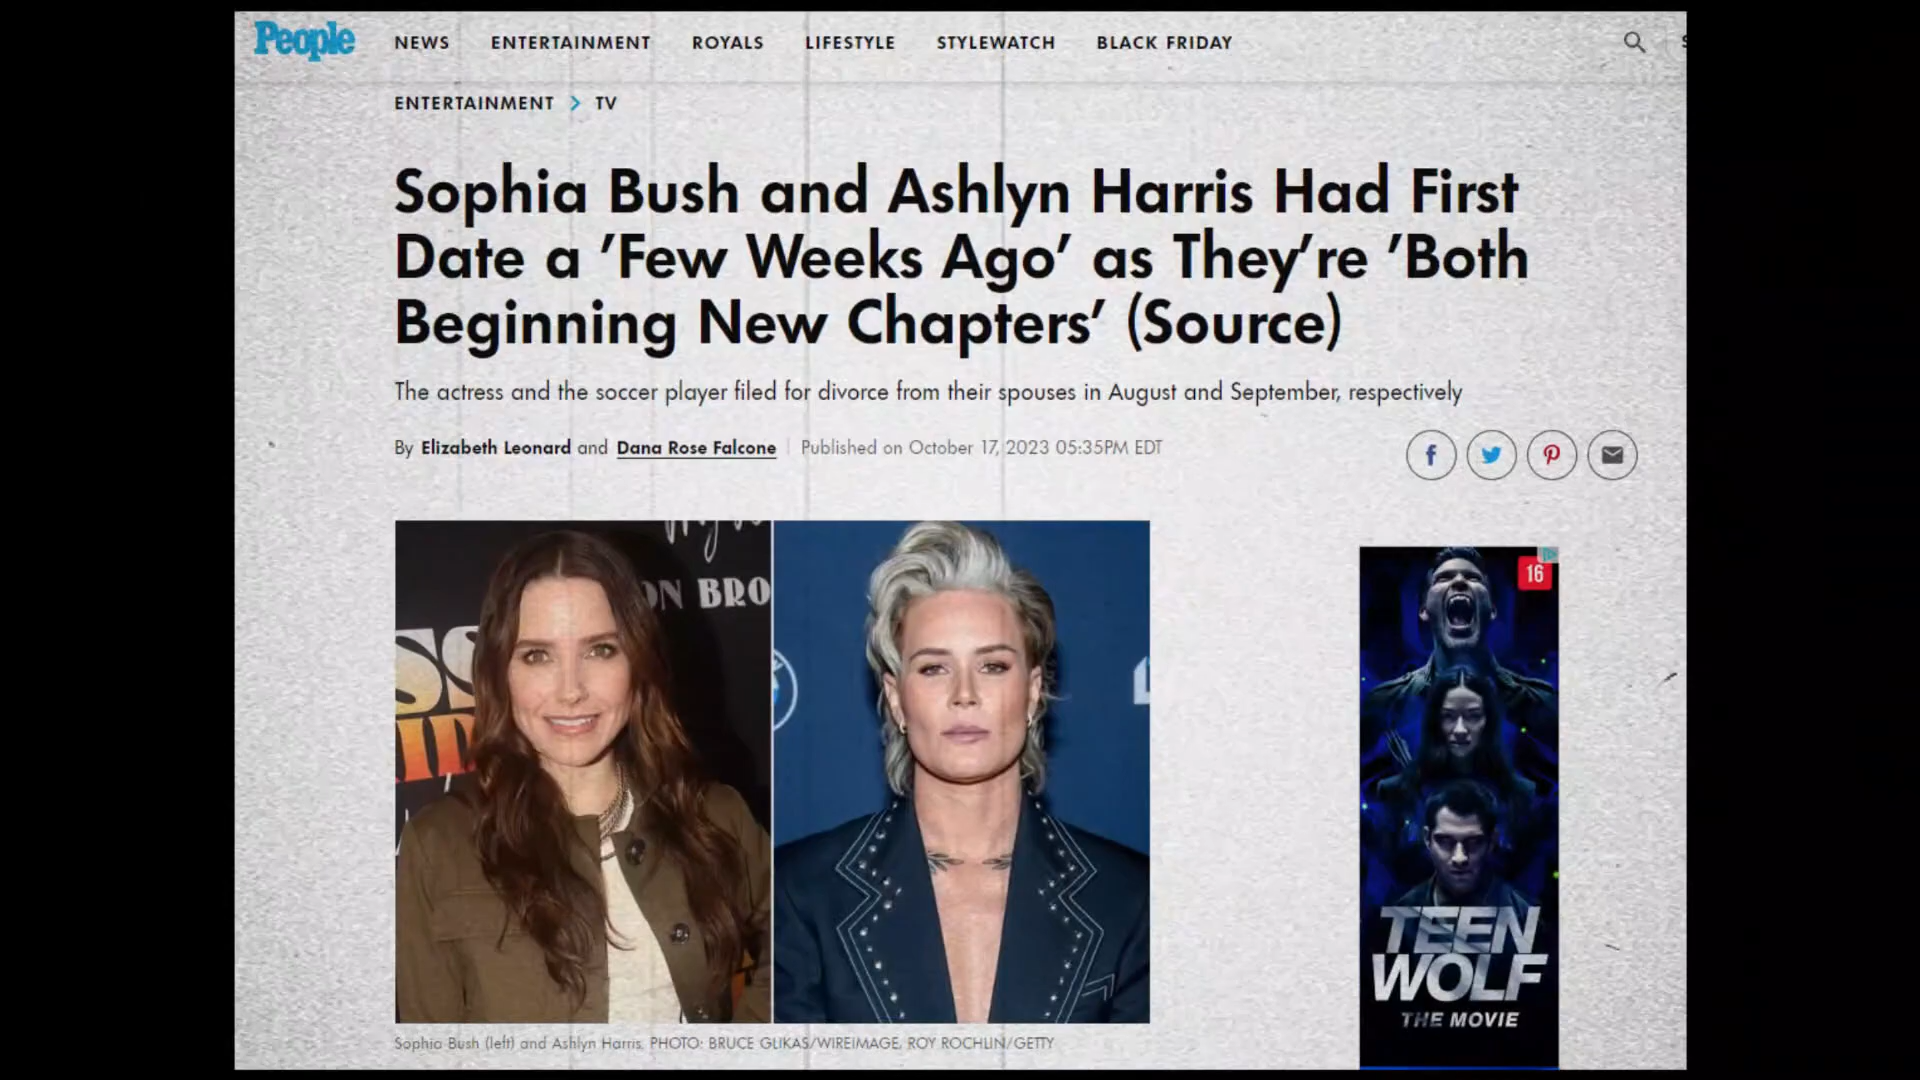 People
NEWS
ENTERTAINMENT
ROYALS
LIFESTYLE
STYLEWATCH
BLACK FRIDAY
ENTERTAINMENT > TV
Sophia Bush and Ashlyn Harris Had First
Date a ’Few Weeks Ago’ as They’re ’Both
Beginning New Chapters’ (Source)
The actress and the soccer player filed for divorce from their spouses in August and September, respectively
By Elizabeth Leonard and Dana Rose Falcone | Published on October 17, 2023 05:35PM EDT
ON BRO
16
TEEN
WOLF
THE MOVIE
Sophia Bush (left) and Ashlyn Harris. PHOTO: BRUCE GLIKAS/WIREIMAGE, ROY ROCHLIN/GETTY